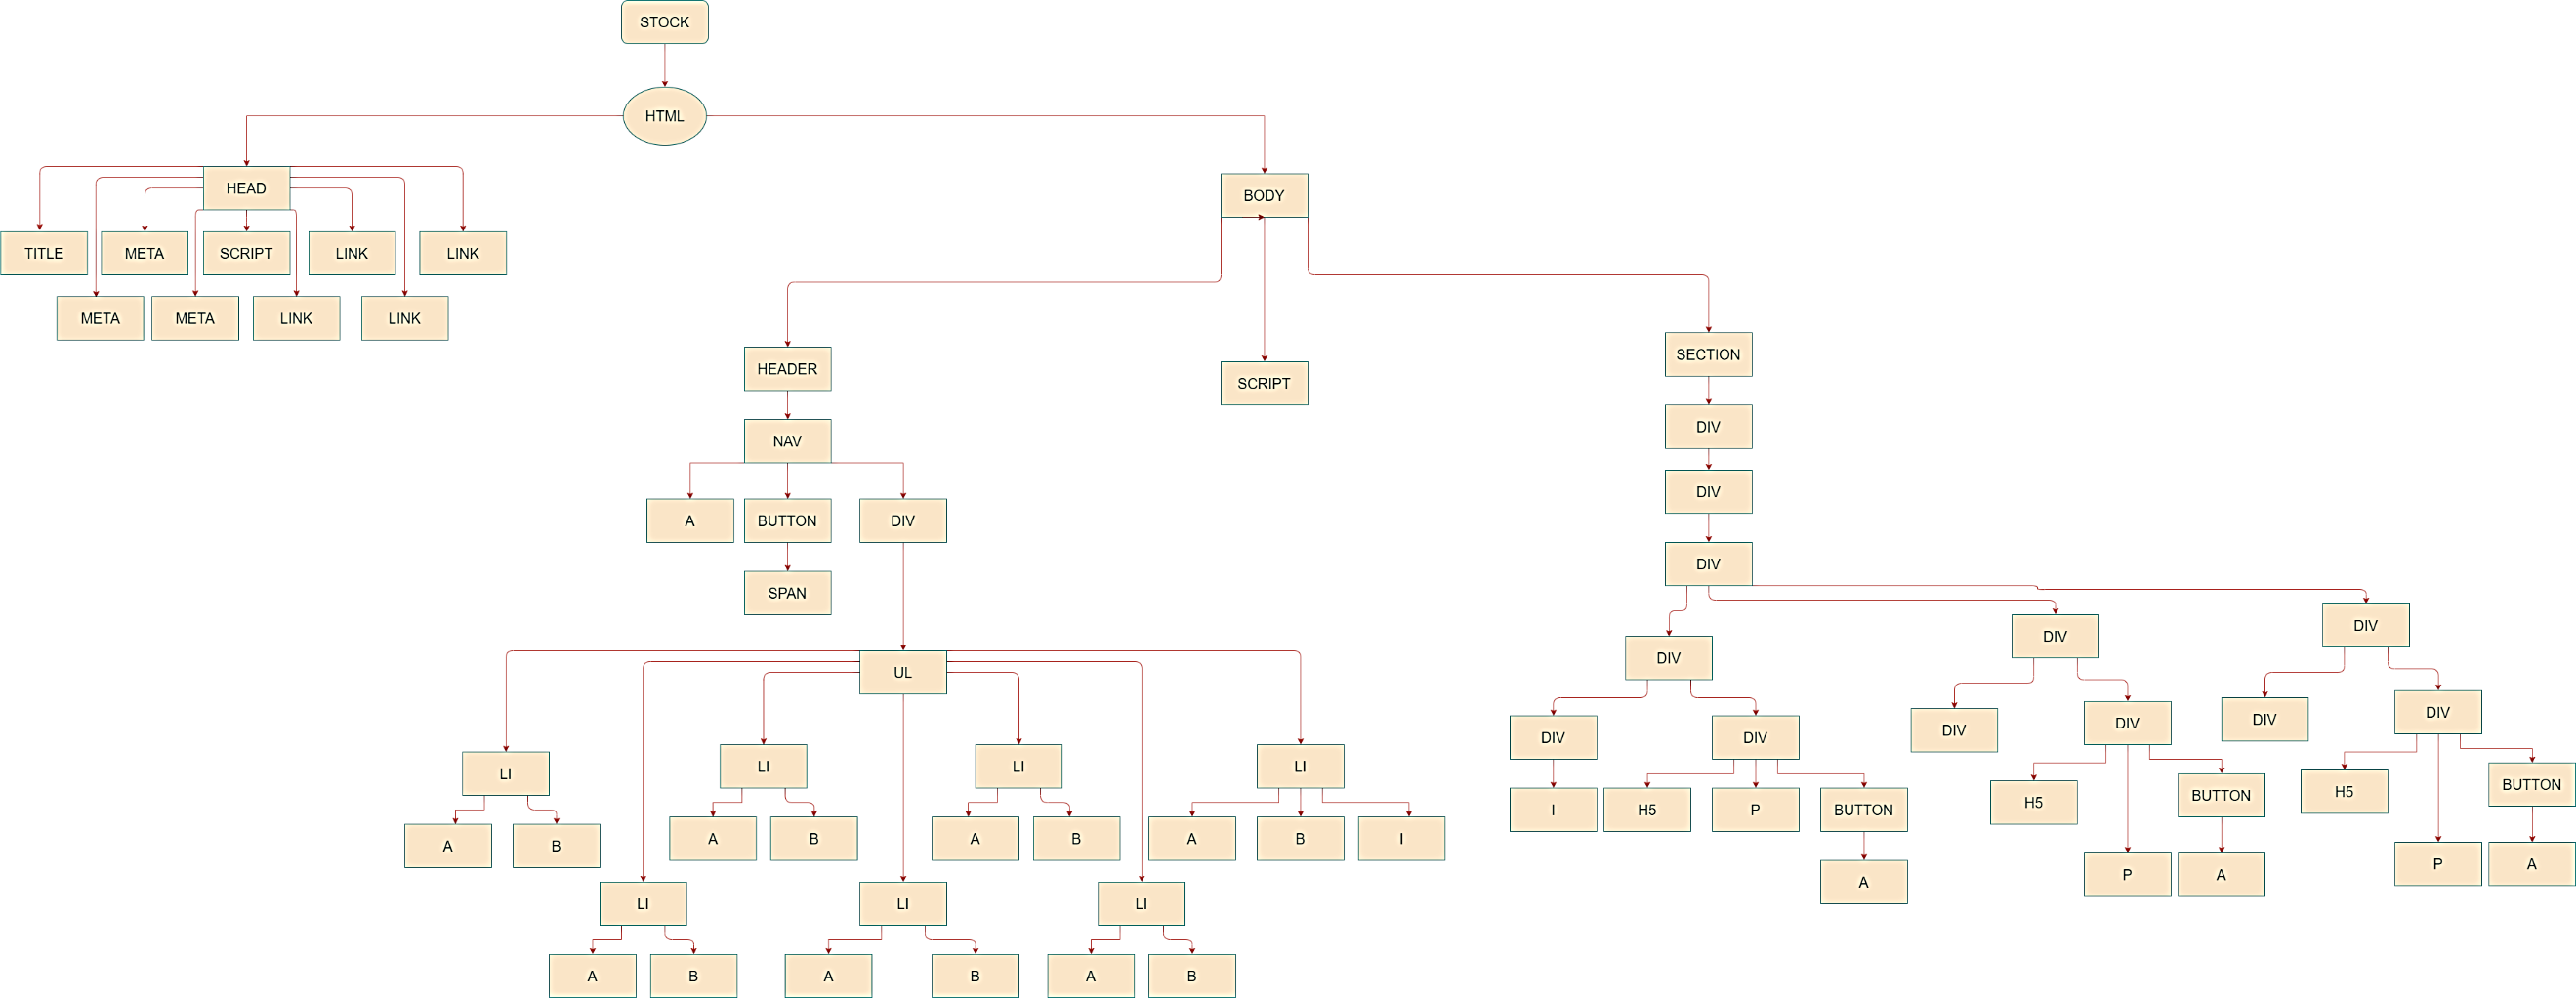 STOCK
HTML
HEAD
BODY
TITLE
META
SCRIPT
LINK
LINK
META
META
LINK
LINK
HEADER
SCRIPT
SECTION
NAV
DIV
DIV
A
BUTTON
DIV
DIV
SPAN
UL
DIV
DIV
DIV
LI
LI
LI
LI
DIV
DIV
DIV
DIV
DIV
DIV
A
B
A
B
A
B
A
B
I
I
H5
P
BUTTON
H5
BUTTON
H5
BUTTON
A
P
A
P
A
LI
LI
LI
A
B
A
B
A
B